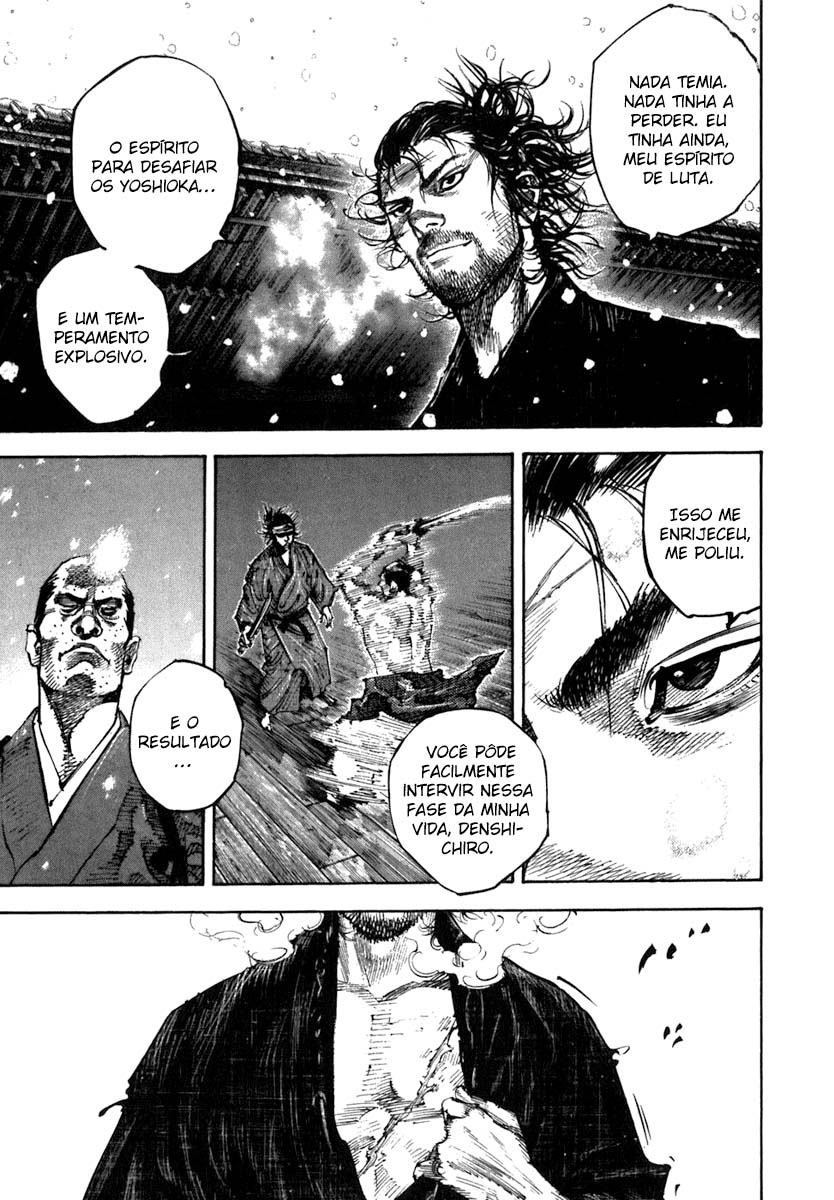 NADA TEMIA.
NADA TINHA A
PERDER. EU
TINHA AINDA,
MEU ESPÍRITO
DE LUTA.
O ESPÍRITO
PARA DESAFIAR
OS YOSHIOKA...
E UM TEM-
PERAMENTO
EXPLOSIVO.
ISSO ME
ENRIJECEU,
ME POLIU.
VOCÊ PÔDE
FACILMENTE
INTERVIR NESSA
FASE DA MINHA
VIDA, DENSHI-
CHIRO.
E O
RESULTADO
...